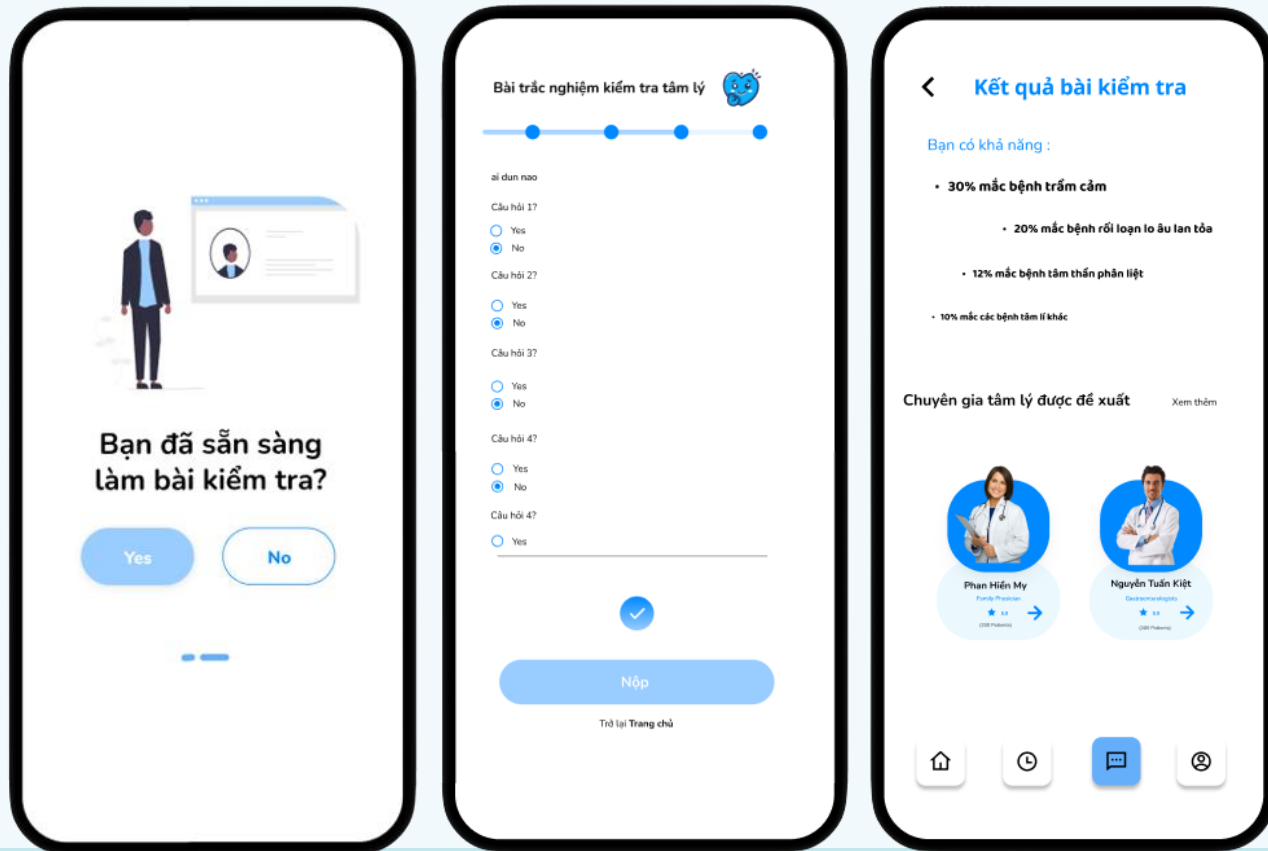 Bạn đã sẵn sàng
làm bài kiểm tra?
Yes
No
Bài trắc nghiệm kiểm tra tâm lý
ai dun nao
Câu hỏi 1?
Yes
No
Câu hỏi 2?
Yes
No
Câu hỏi 3?
Yes
No
Câu hỏi 4?
Yes
No
Câu hỏi 4?
Yes
Nộp
Trở lại Trang chủ
Kết quả bài kiểm tra
Bạn có khả năng :
• 30% mắc bệnh trầm cảm
• 20% mắc bệnh rối loạn lo âu lan tỏa
• 12% mắc bệnh tâm thần phân liệt
• 10% mắc các bệnh tâm lí khác
Chuyên gia tâm lý được đề xuất
Xem thêm
Phan Hiền My
Family Physician
Nguyễn Tuấn Kiệt